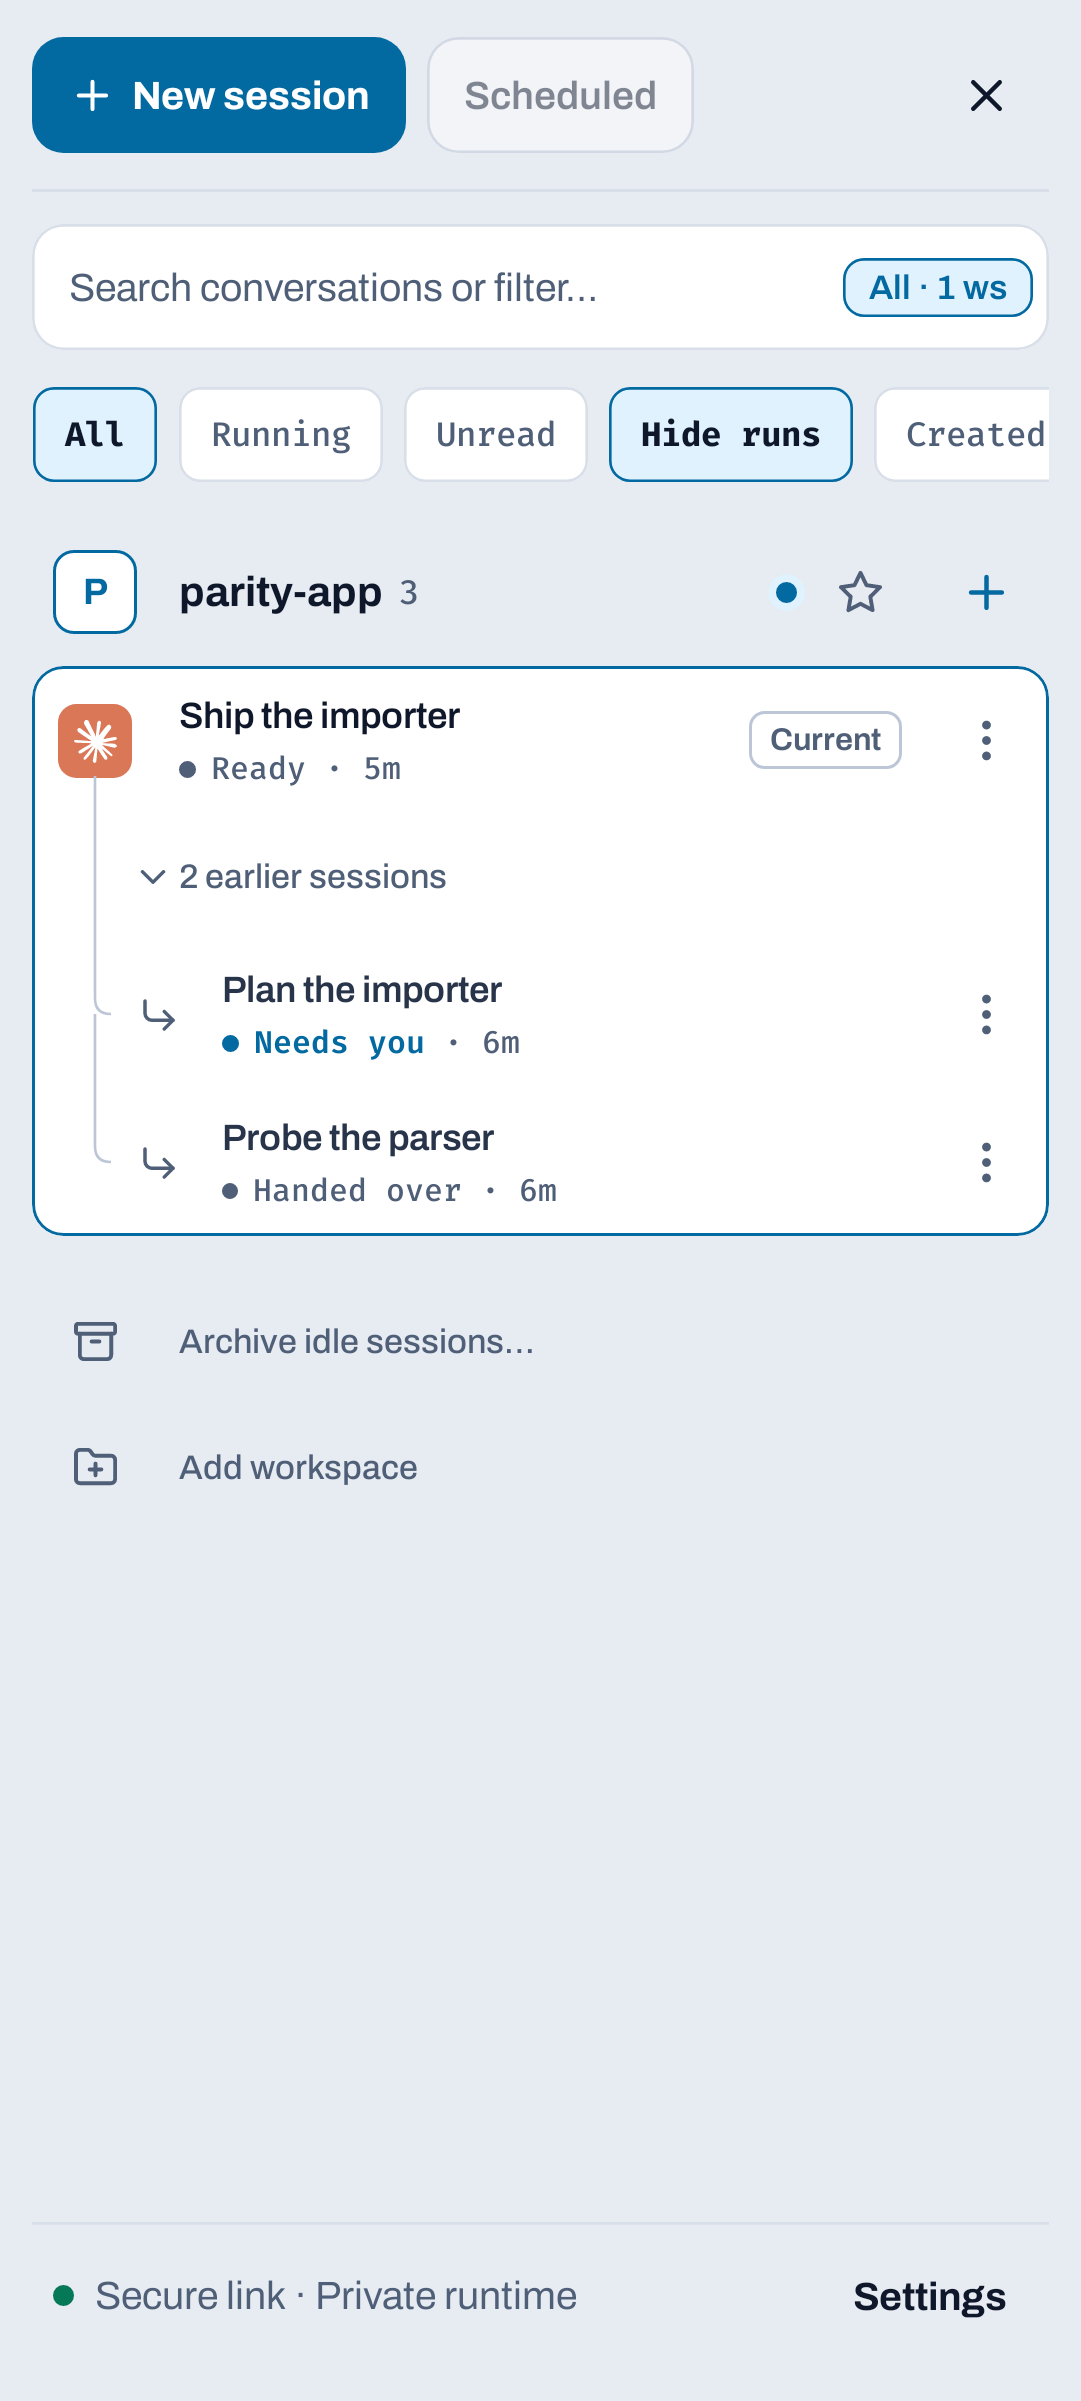 New session
Scheduled
Search conversations or filter...
All · 1 ws
All
Running
Unread
Hide runs
Created
P
parity-app 3
Ship the importer
Ready · 5m
Current
2 earlier sessions
Plan the importer
Needs you · 6m
Probe the parser
Handed over · 6m
Archive idle sessions...
Add workspace
Secure link · Private runtime
Settings